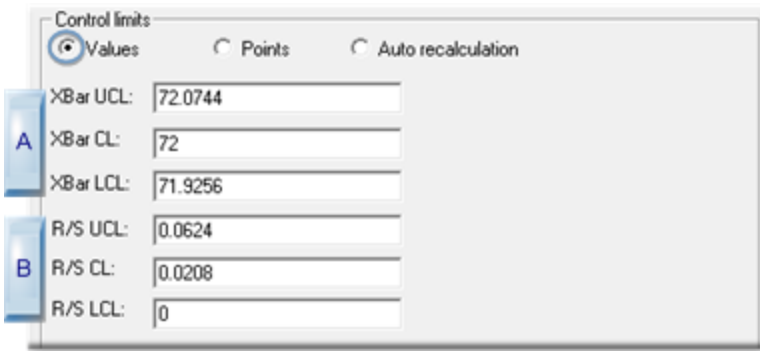 Control limits
Values Points Auto recalculation
XBar UCL: 72.0744
A XBar CL: 72
XBar LCL: 71.9256
R/S UCL: 0.0624
B R/S CL: 0.0208
R/S LCL: 0